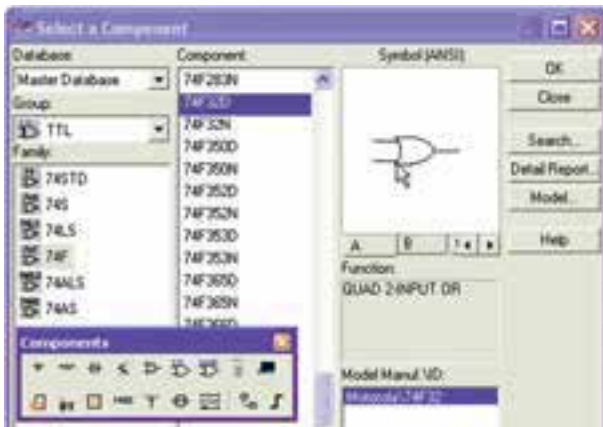 Select a Component
Database:
Master Database
Group:
TTL
Family:
74STD
74S
74LS
74F
74ALS
74AS
Component:
74F283N
74F32D
74F32N
74F350D
74F350N
74F352D
74F352N
74F353D
74F353N
74F365D
74F365N
Symbol (ANSI)
A
B
Function:
QUAD 2-INPUT OR
Model Manuf.\ID:
Motorola\74F32
OK
Close
Search...
Detail Report...
Model...
Help
Components